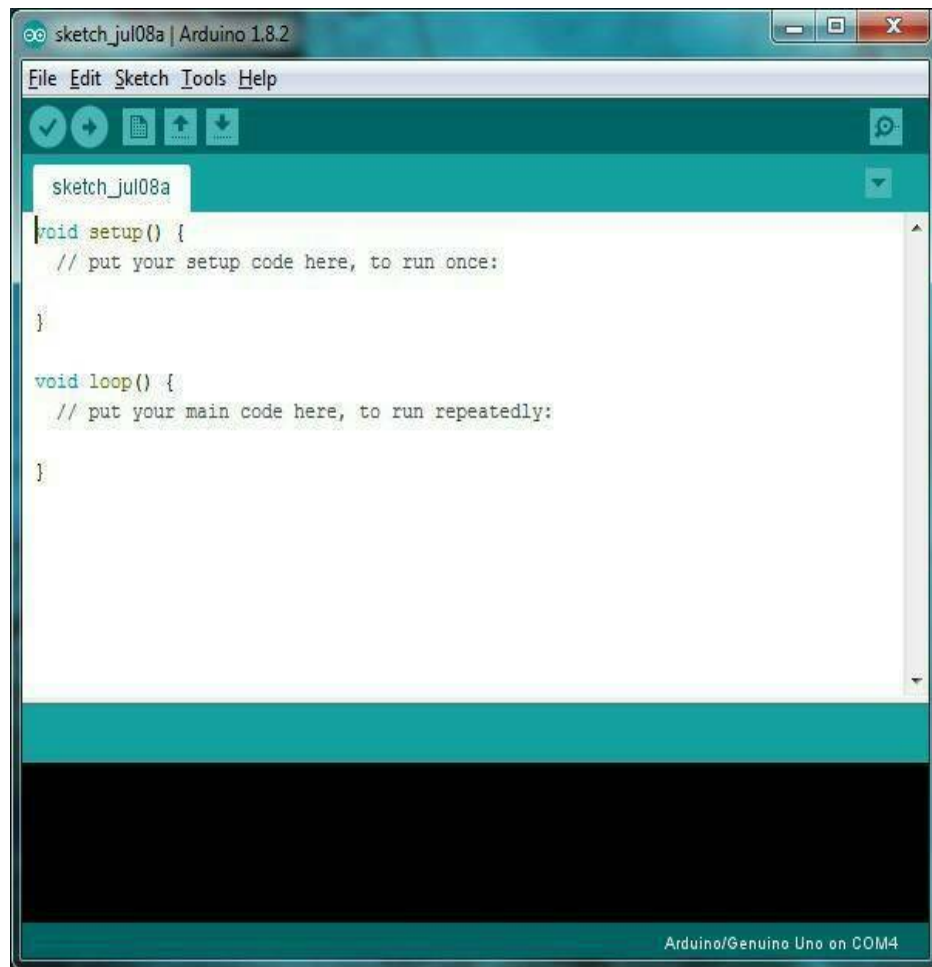 sketch_jul08a | Arduino 1.8.2
File Edit Sketch Tools Help
sketch_jul08a
void setup() {
  // put your setup code here, to run once:
}
void loop() {
  // put your main code here, to run repeatedly:
}
Arduino/Genuino Uno on COM4